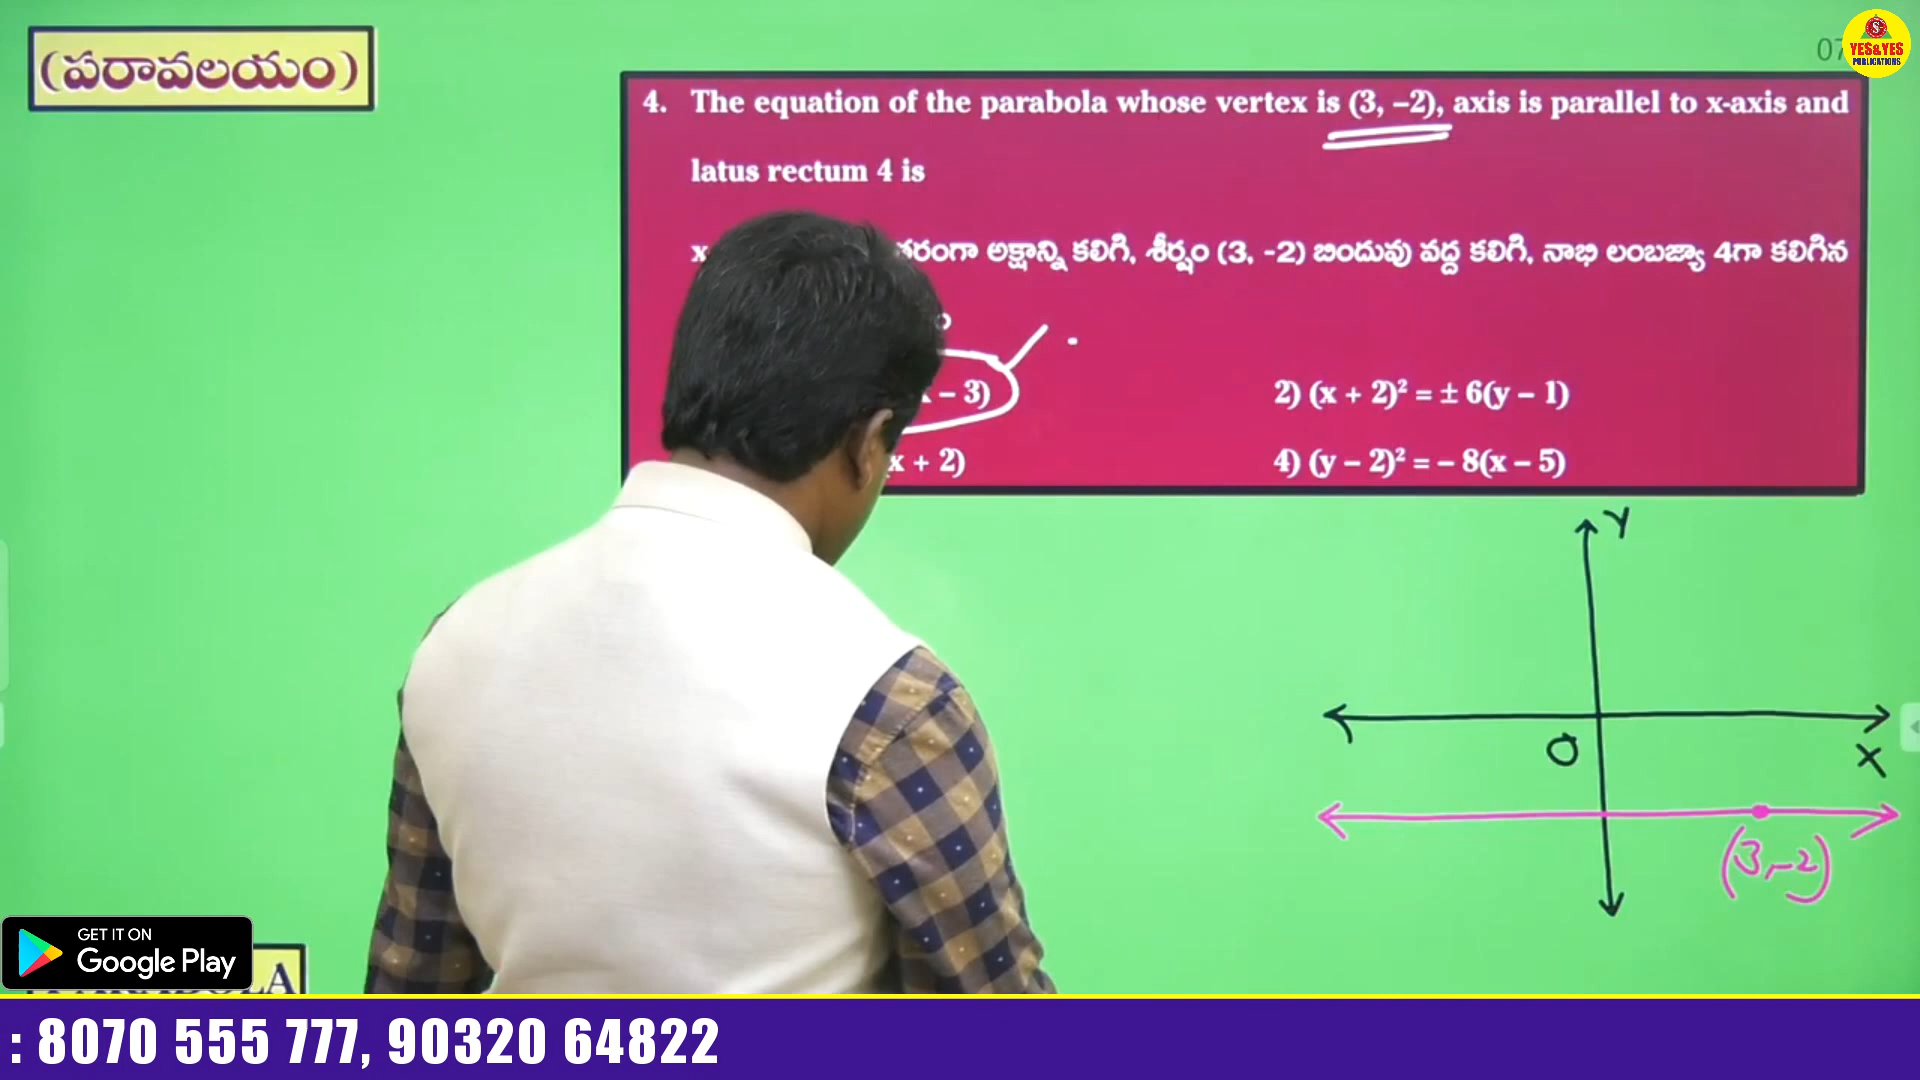 (పరావలయం)
07
YES&YES
PUBLICATIONS
4. The equation of the parabola whose vertex is (3, –2), axis is parallel to x-axis and
latus rectum 4 is
x అక్షాన్ని కలిగి, శీర్షం (3, -2) బిందువు వద్ద కలిగి, నాభి లంబజ్యా 4గా కలిగిన
– 3)
2) (x + 2)² = ± 6(y – 1)
x + 2)
4) (y – 2)² = – 8(x – 5)
Y
O
X
(3,-2)
GET IT ON
Google Play
: 8070 555 777, 90320 64822